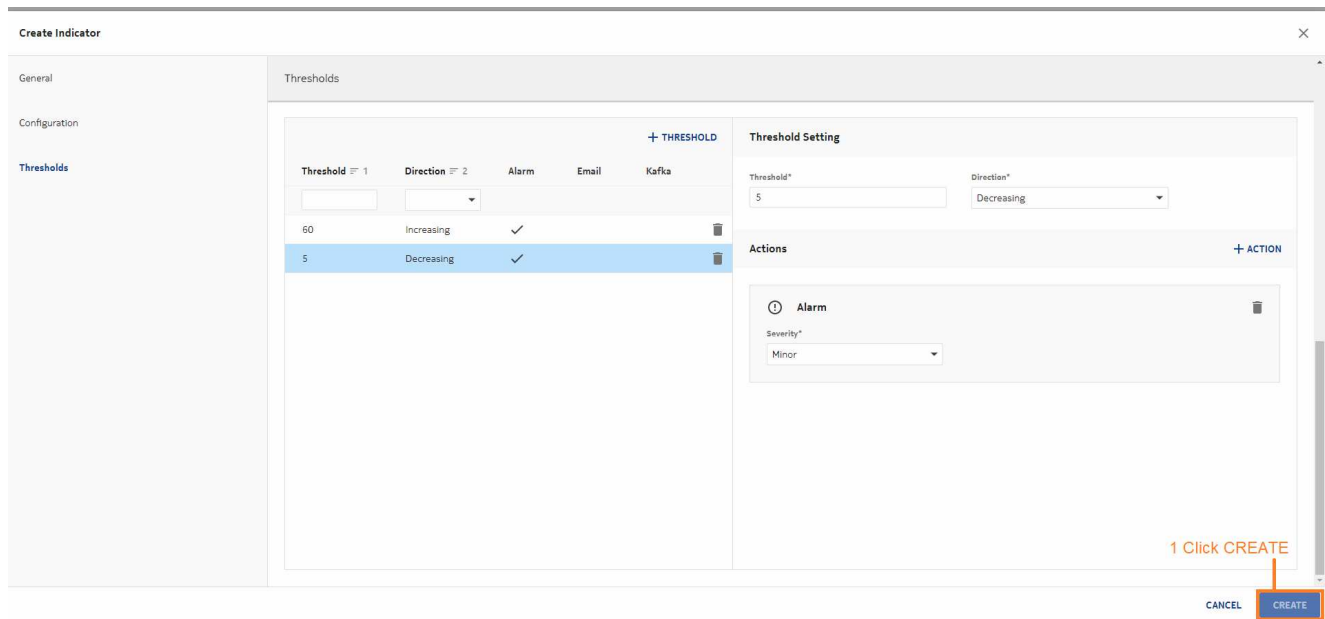 Create Indicator
General
Configuration
Thresholds
Thresholds
+ THRESHOLD
Threshold 1 Direction 2 Alarm Email Kafka
60 Increasing
5 Decreasing
Threshold Setting
Threshold* Direction*
5 Decreasing
Actions + ACTION
Alarm
Severity*
Minor
1 Click CREATE
CANCEL CREATE